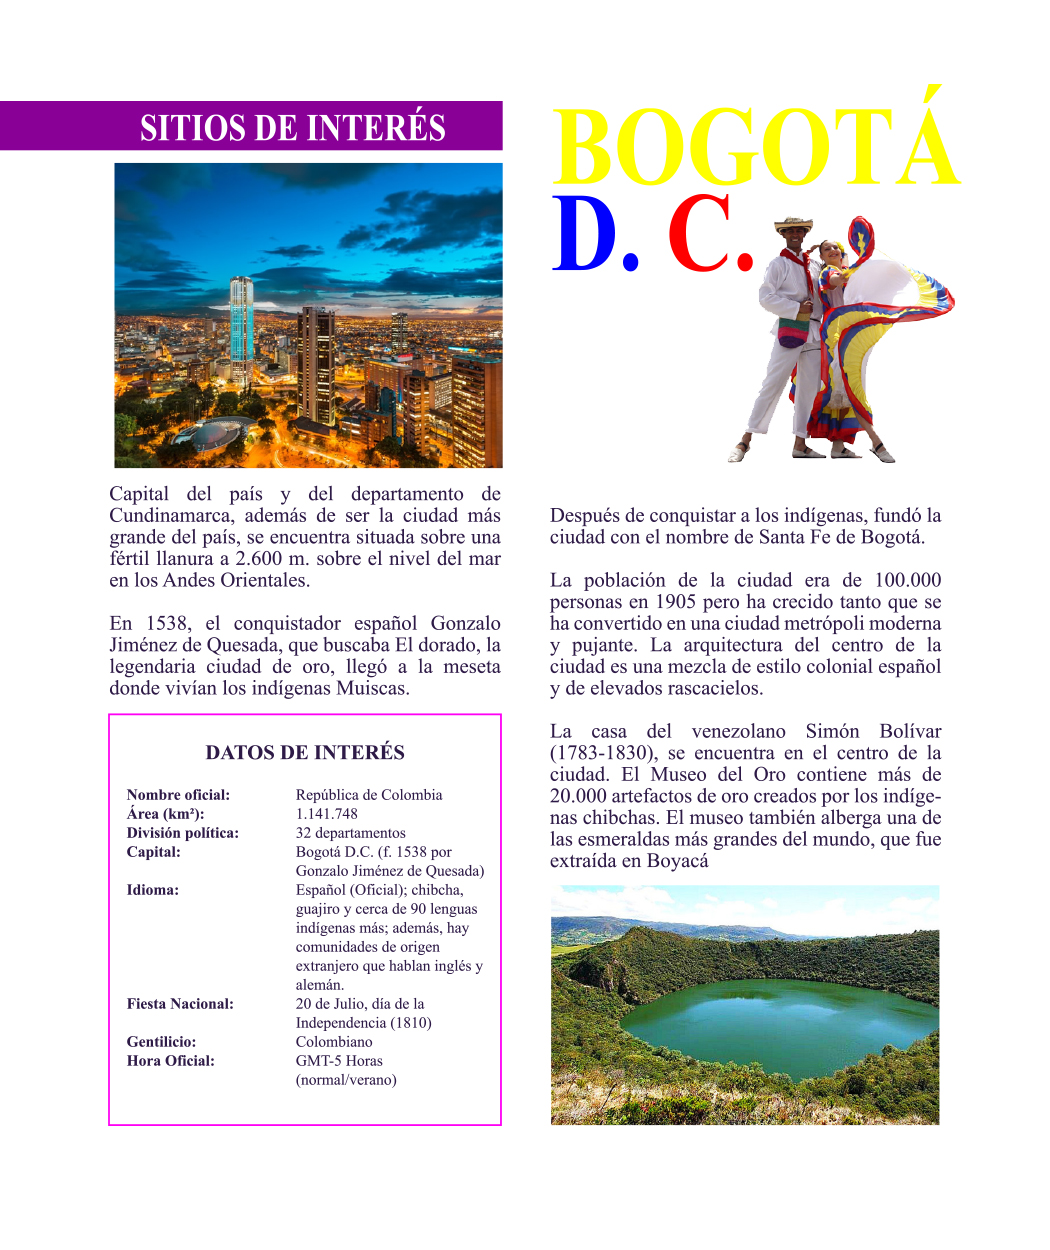 SITIOS DE INTERÉS
Capital del país y del departamento de
Cundinamarca, además de ser la ciudad más
grande del país, se encuentra situada sobre una
fértil llanura a 2.600 m. sobre el nivel del mar
en los Andes Orientales.
En 1538, el conquistador español Gonzalo
Jiménez de Quesada, que buscaba El dorado, la
legendaria ciudad de oro, llegó a la meseta
donde vivían los indígenas Muiscas.
DATOS DE INTERÉS
Nombre oficial: República de Colombia
Área (km²): 1.141.748
División política: 32 departamentos
Capital: Bogotá D.C. (f. 1538 por
Gonzalo Jiménez de Quesada)
Idioma: Español (Oficial); chibcha,
guajiro y cerca de 90 lenguas
indígenas más; además, hay
comunidades de origen
extranjero que hablan inglés y
alemán.
Fiesta Nacional: 20 de Julio, día de la
Independencia (1810)
Gentilicio: Colombiano
Hora Oficial: GMT-5 Horas
(normal/verano)
BOGOTÁ
D. C.
Después de conquistar a los indígenas, fundó la
ciudad con el nombre de Santa Fe de Bogotá.
La población de la ciudad era de 100.000
personas en 1905 pero ha crecido tanto que se
ha convertido en una ciudad metrópoli moderna
y pujante. La arquitectura del centro de la
ciudad es una mezcla de estilo colonial español
y de elevados rascacielos.
La casa del venezolano Simón Bolívar
(1783-1830), se encuentra en el centro de la
ciudad. El Museo del Oro contiene más de
20.000 artefactos de oro creados por los indíge-
nas chibchas. El museo también alberga una de
las esmeraldas más grandes del mundo, que fue
extraída en Boyacá